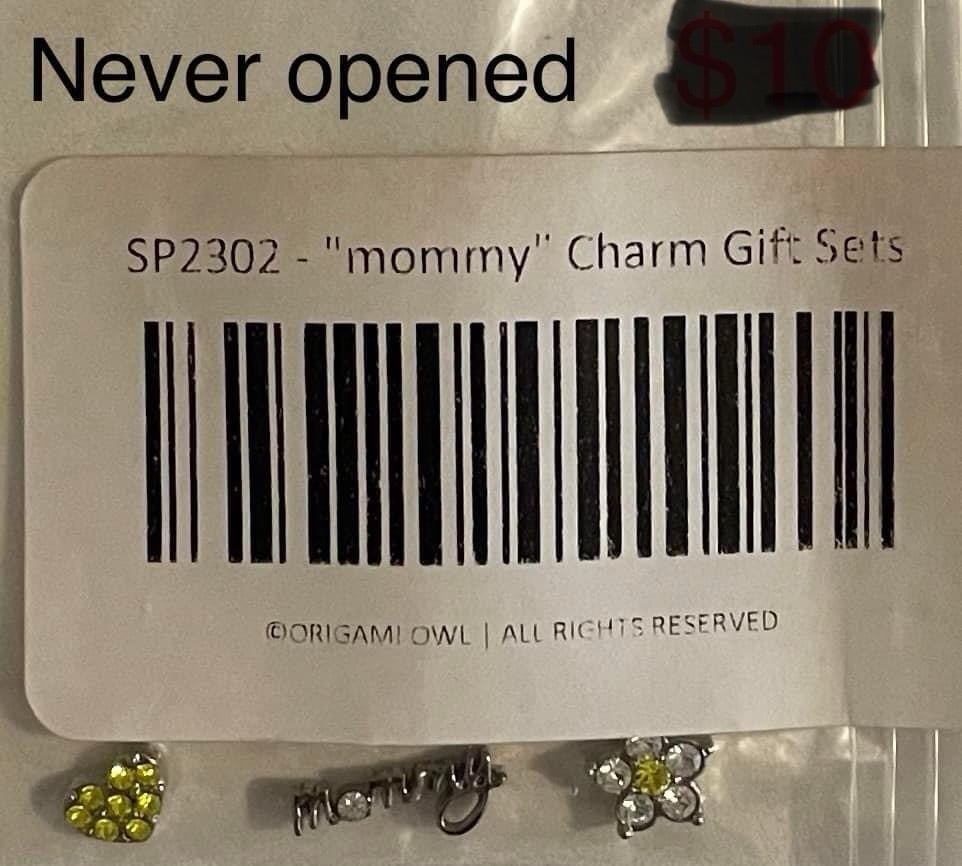 Never opened $10
SP2302 - "mommy" Charm Gift Sets
©ORIGAMI OWL | ALL RIGHTS RESERVED
mommy